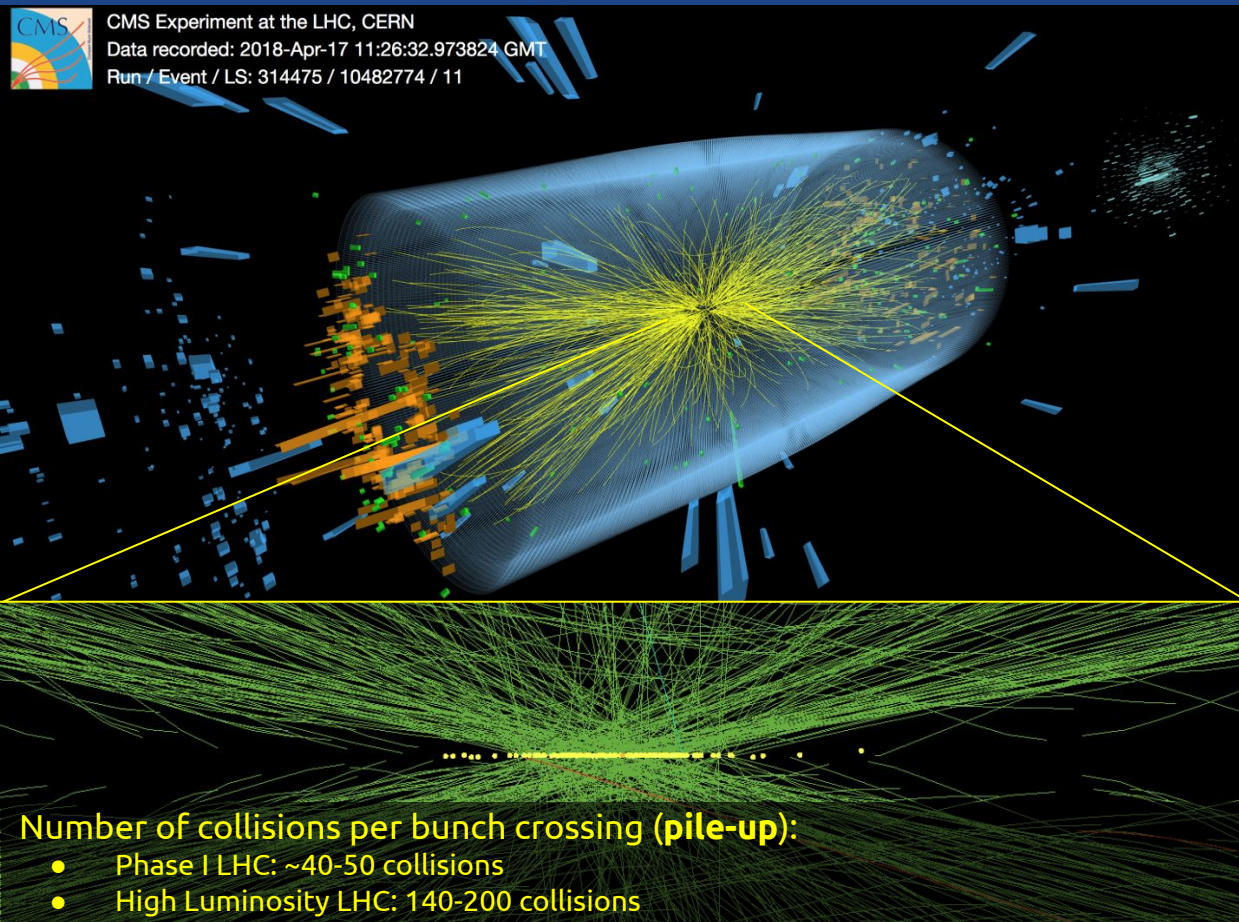 CMS
CMS Experiment at the LHC, CERN
Data recorded: 2018-Apr-17 11:26:32.973824 GMT
Run / Event / LS: 314475 / 10482774 / 11
Number of collisions per bunch crossing (pile-up):
● Phase I LHC: ~40-50 collisions
● High Luminosity LHC: 140-200 collisions